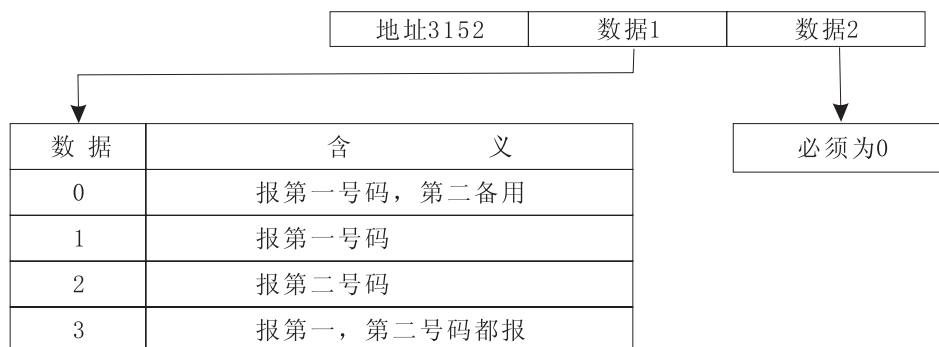 地址3152 数据1 数据2
数 据 含 义 必须为0
0 报第一号码，第二备用
1 报第一号码
2 报第二号码
3 报第一，第二号码都报